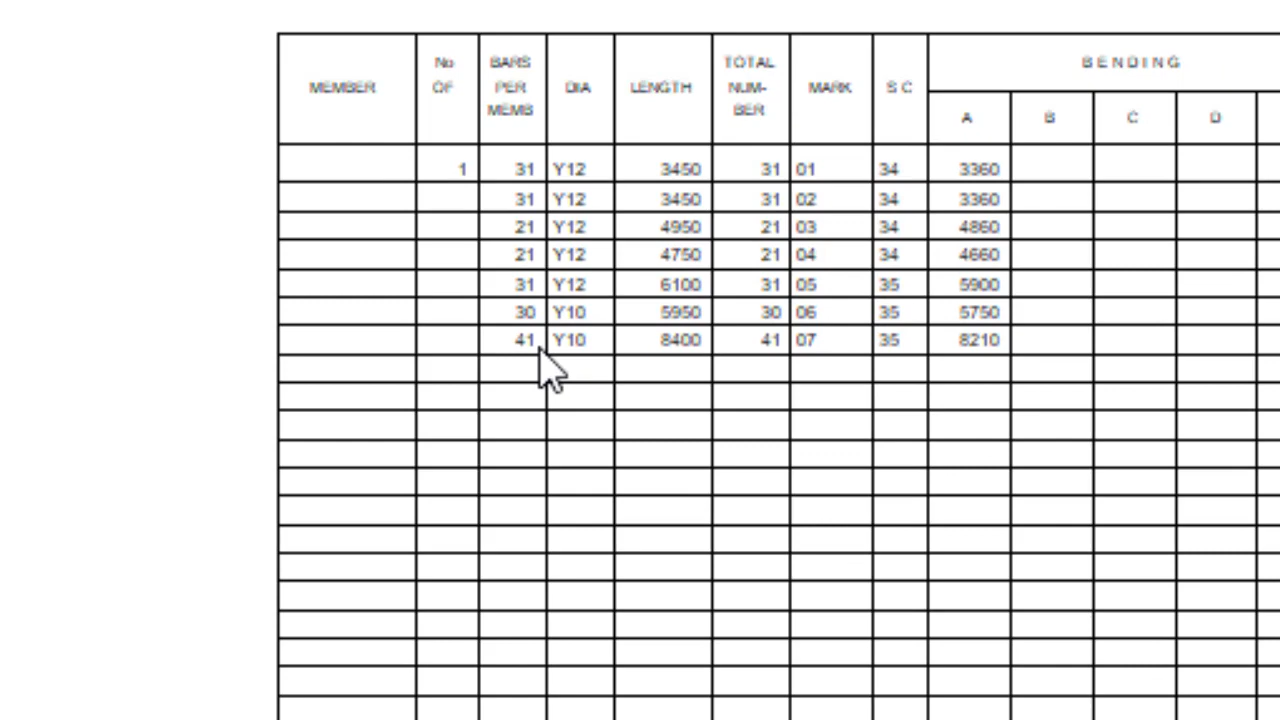 MEMBER No OF BARS PER MEMB DIA LENGTH TOTAL NUM- BER MARK S C BENDING
A B C D
1 31 Y12 3450 31 01 34 3360
31 Y12 3450 31 02 34 3360
21 Y12 4950 21 03 34 4860
21 Y12 4750 21 04 34 4660
31 Y12 6100 31 05 35 5900
30 Y10 5950 30 06 35 5750
41 Y10 8400 41 07 35 8210